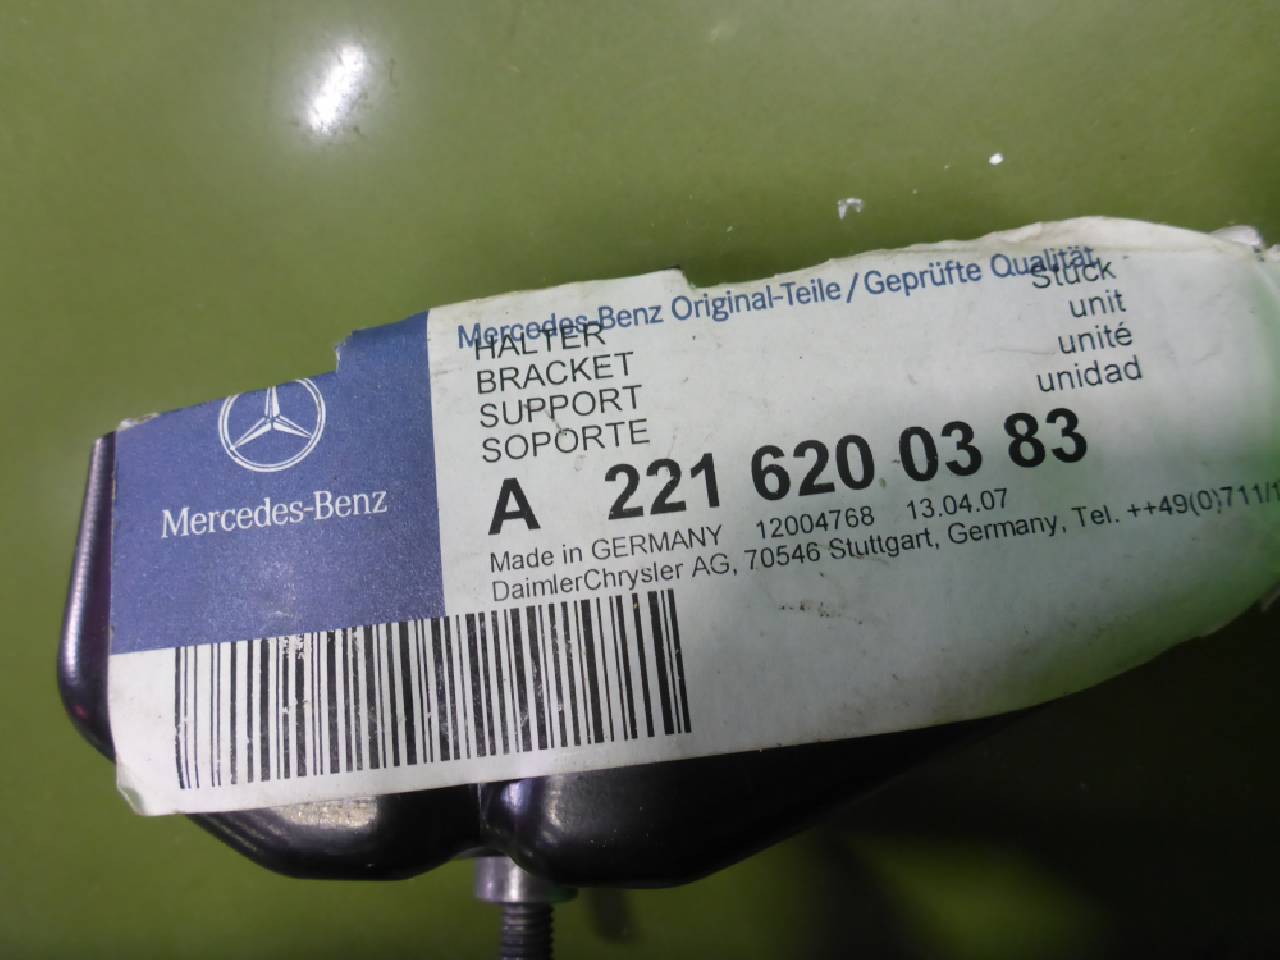 Mercedes-Benz Original-Teile / Geprüfte Qualität
HALTER
BRACKET
SUPPORT
SOPORTE
Stück
unit
unité
unidad
A 221 620 03 83
Made in GERMANY 12004768 13.04.07
DaimlerChrysler AG, 70546 Stuttgart, Germany, Tel. ++49(0)711/1
Mercedes-Benz